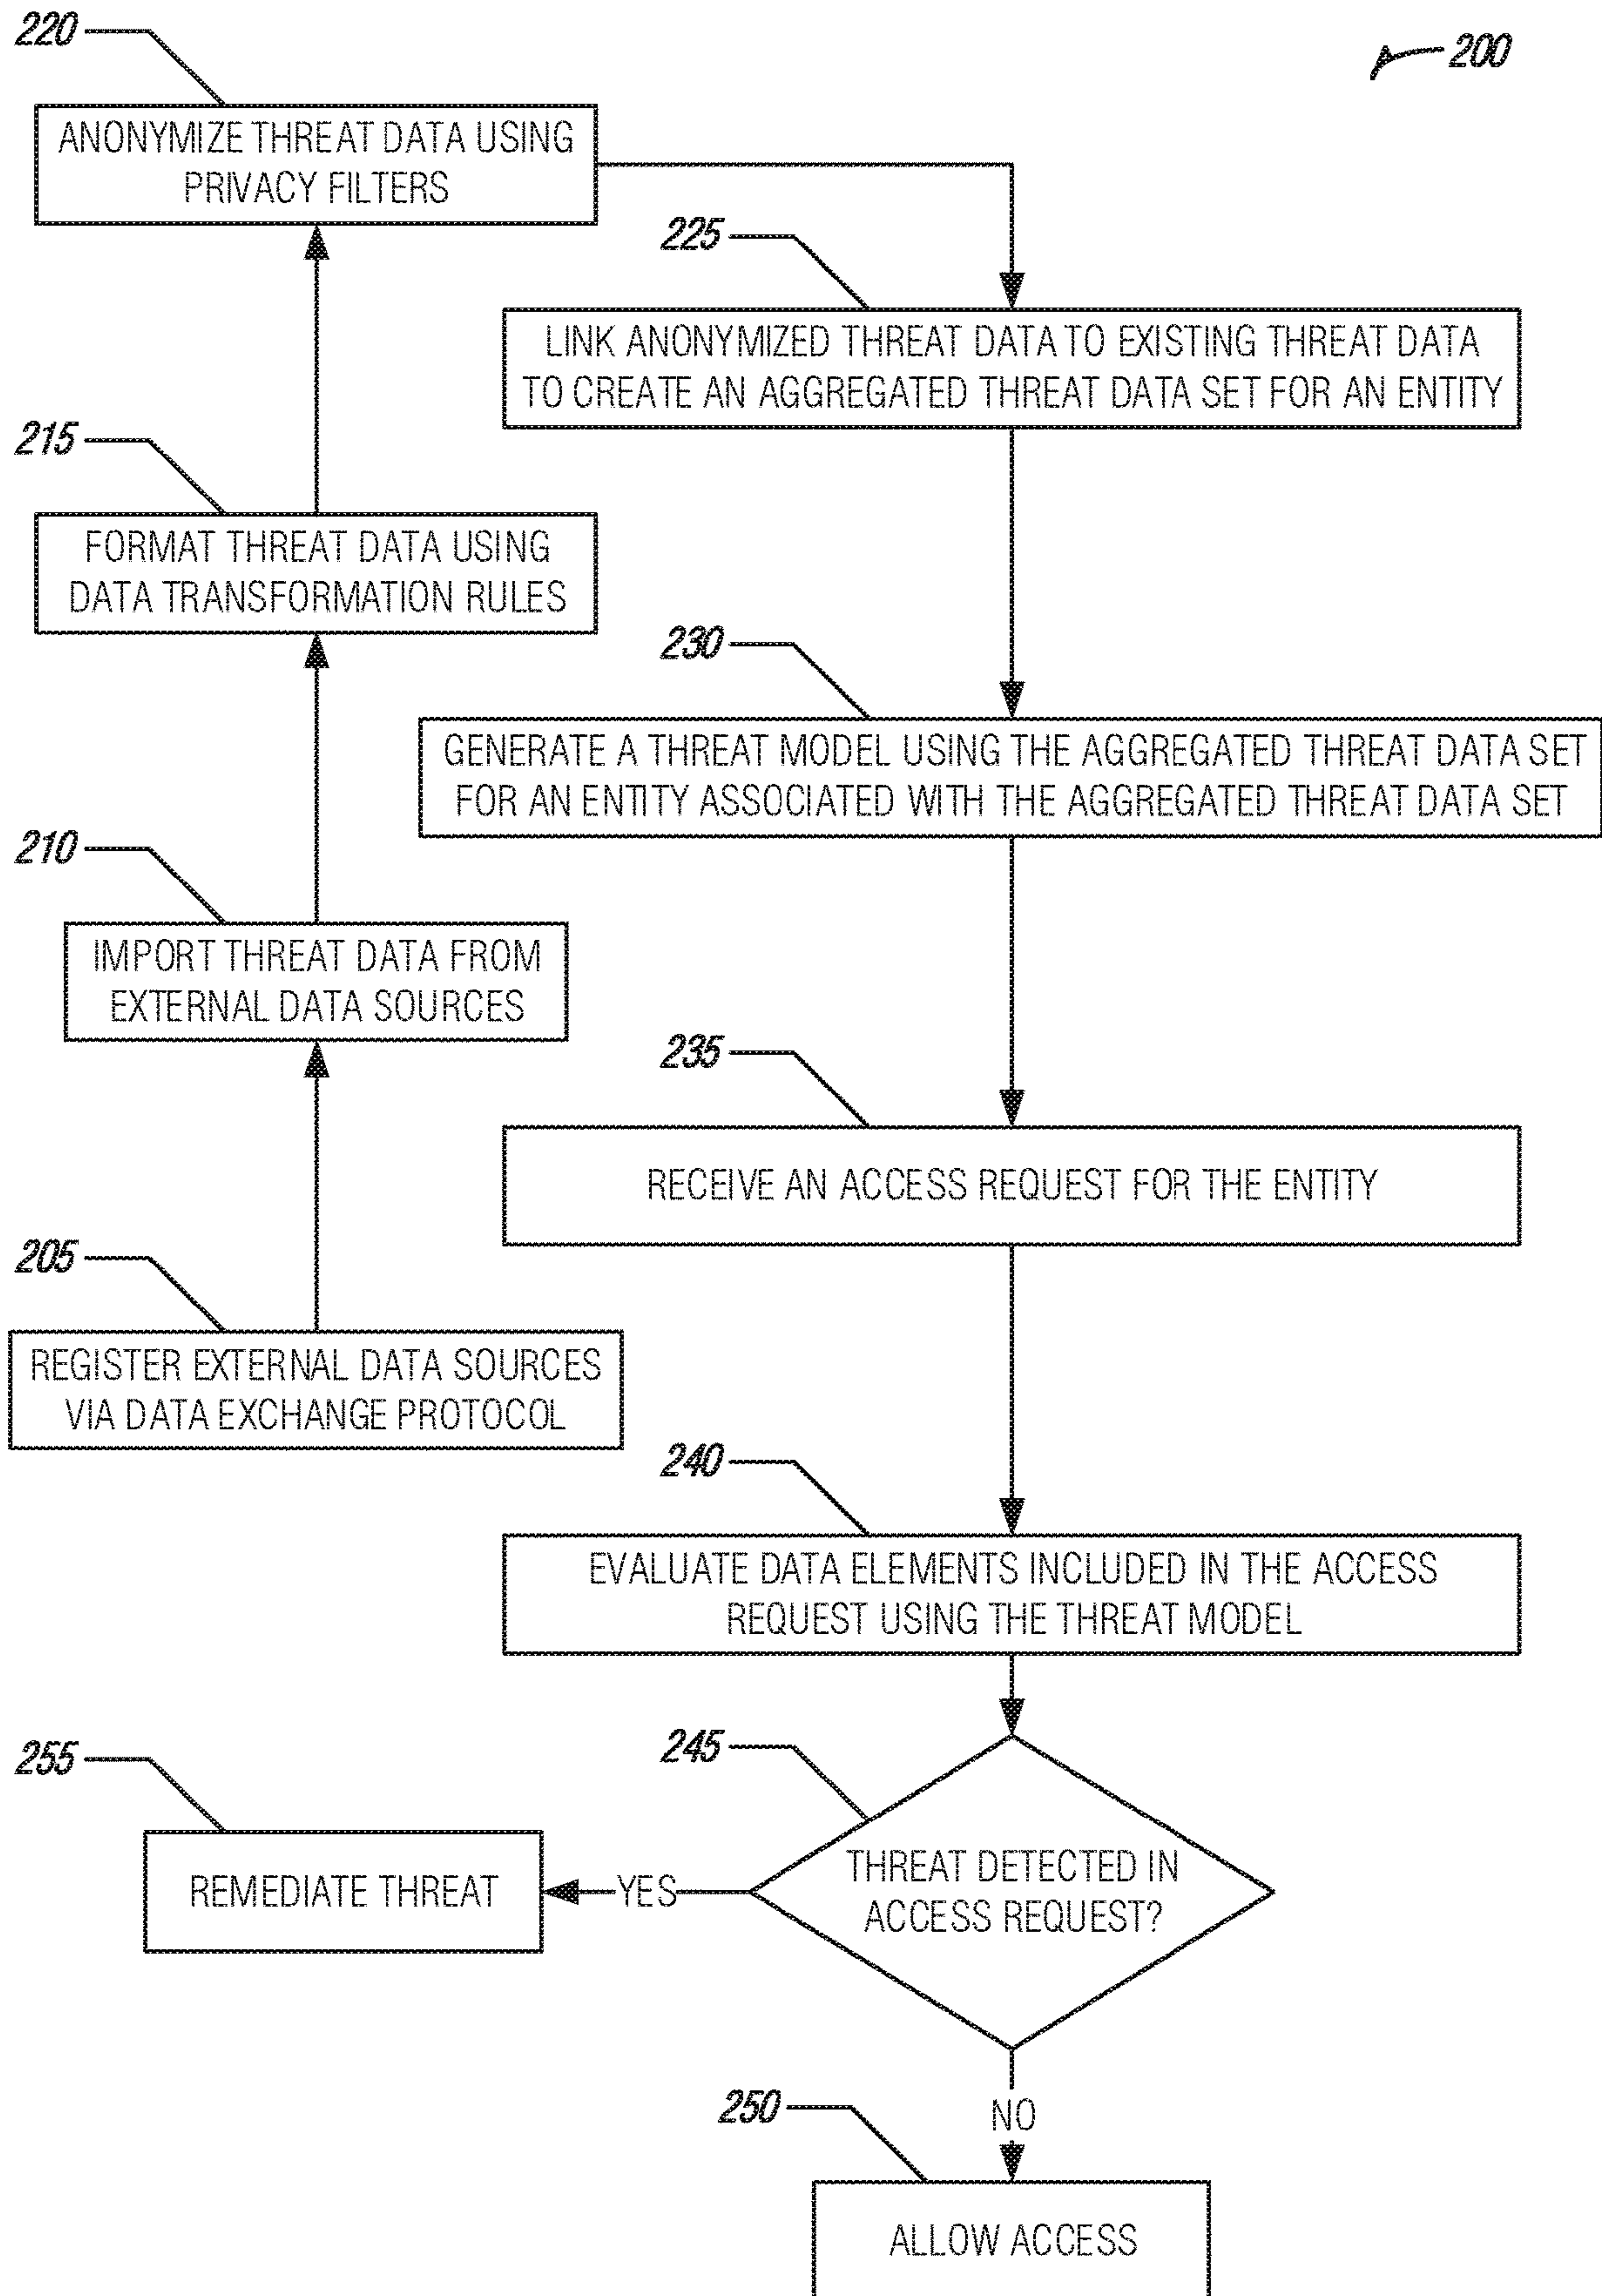 220
200
ANONYMIZE THREAT DATA USING
PRIVACY FILTERS
225
LINK ANONYMIZED THREAT DATA TO EXISTING THREAT DATA
TO CREATE AN AGGREGATED THREAT DATA SET FOR AN ENTITY
215
FORMAT THREAT DATA USING
DATA TRANSFORMATION RULES
230
GENERATE A THREAT MODEL USING THE AGGREGATED THREAT DATA SET
FOR AN ENTITY ASSOCIATED WITH THE AGGREGATED THREAT DATA SET
210
IMPORT THREAT DATA FROM
EXTERNAL DATA SOURCES
235
RECEIVE AN ACCESS REQUEST FOR THE ENTITY
205
REGISTER EXTERNAL DATA SOURCES
VIA DATA EXCHANGE PROTOCOL
240
EVALUATE DATA ELEMENTS INCLUDED IN THE ACCESS
REQUEST USING THE THREAT MODEL
255
245
REMEDIATE THREAT
YES
THREAT DETECTED IN
ACCESS REQUEST?
250
NO
ALLOW ACCESS